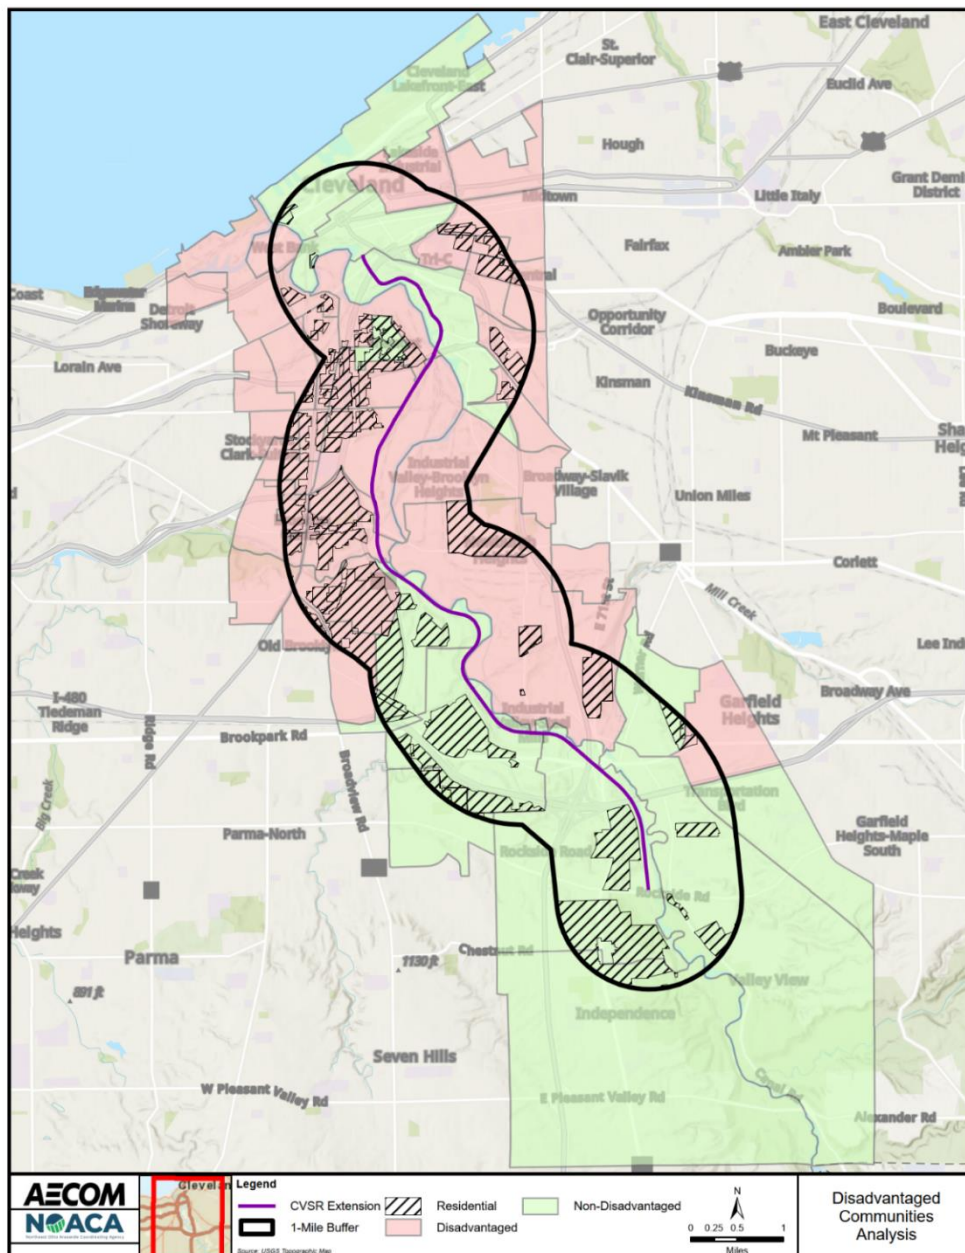 East Cleveland
St.
Clair-Superior
Cleveland
Lakefront-East
Euclid Ave
Hough
Lakeside
Industrial
Cleveland
Midtown
Little Italy
Grant Demi
District
West Bank
Tri-C
Fairfax
Ambler Park
Central
Coast
Edgewater
Marina
Detroit
Shoreway
Opportunity
Corridor
Boulevard
Buckeye
Lorain Ave
Kinsman
Kinsman Rd
Mt Pleasant
Sha
Heig
Industrial
Valley-Brooklyn
Heights
Broadway-Slavik
Village
Union Miles
Heights
Corlett
Mill Creek
E 71st St
Old Brookly
Lee Ind
I-480
Tiedeman
Ridge
Ridge Rd
Broadway Ave
Garfield
Heights
Industrial
Brookpark Rd
Broadview Rd
Big Creek
Transportation
Blvd
Parma-North
Garfield
Heights-Maple
South
Rockside Road
Creek
Rockside Rd
Heights
Parma
Chestnut Rd
1130 ft
891 ft
Valley View
Independence
Seven Hills
W Pleasant Valley Rd
E Pleasant Valley Rd
Canal Rd
Alexander Rd
AECOM
NOACA
Northeast Ohio Areawide Coordinating Agency
Clevelan
Legend
CVSR Extension
Residential
Non-Disadvantaged
1-Mile Buffer
Disadvantaged
Source: USGS Topographic Map
N
0 0.25 0.5 1
Miles
Disadvantaged
Communities
Analysis